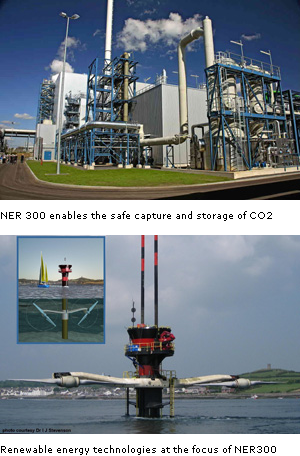 NER 300 enables the safe capture and storage of CO2
photo courtesy Dr I J Stevenson
Renewable energy technologies at the focus of NER300